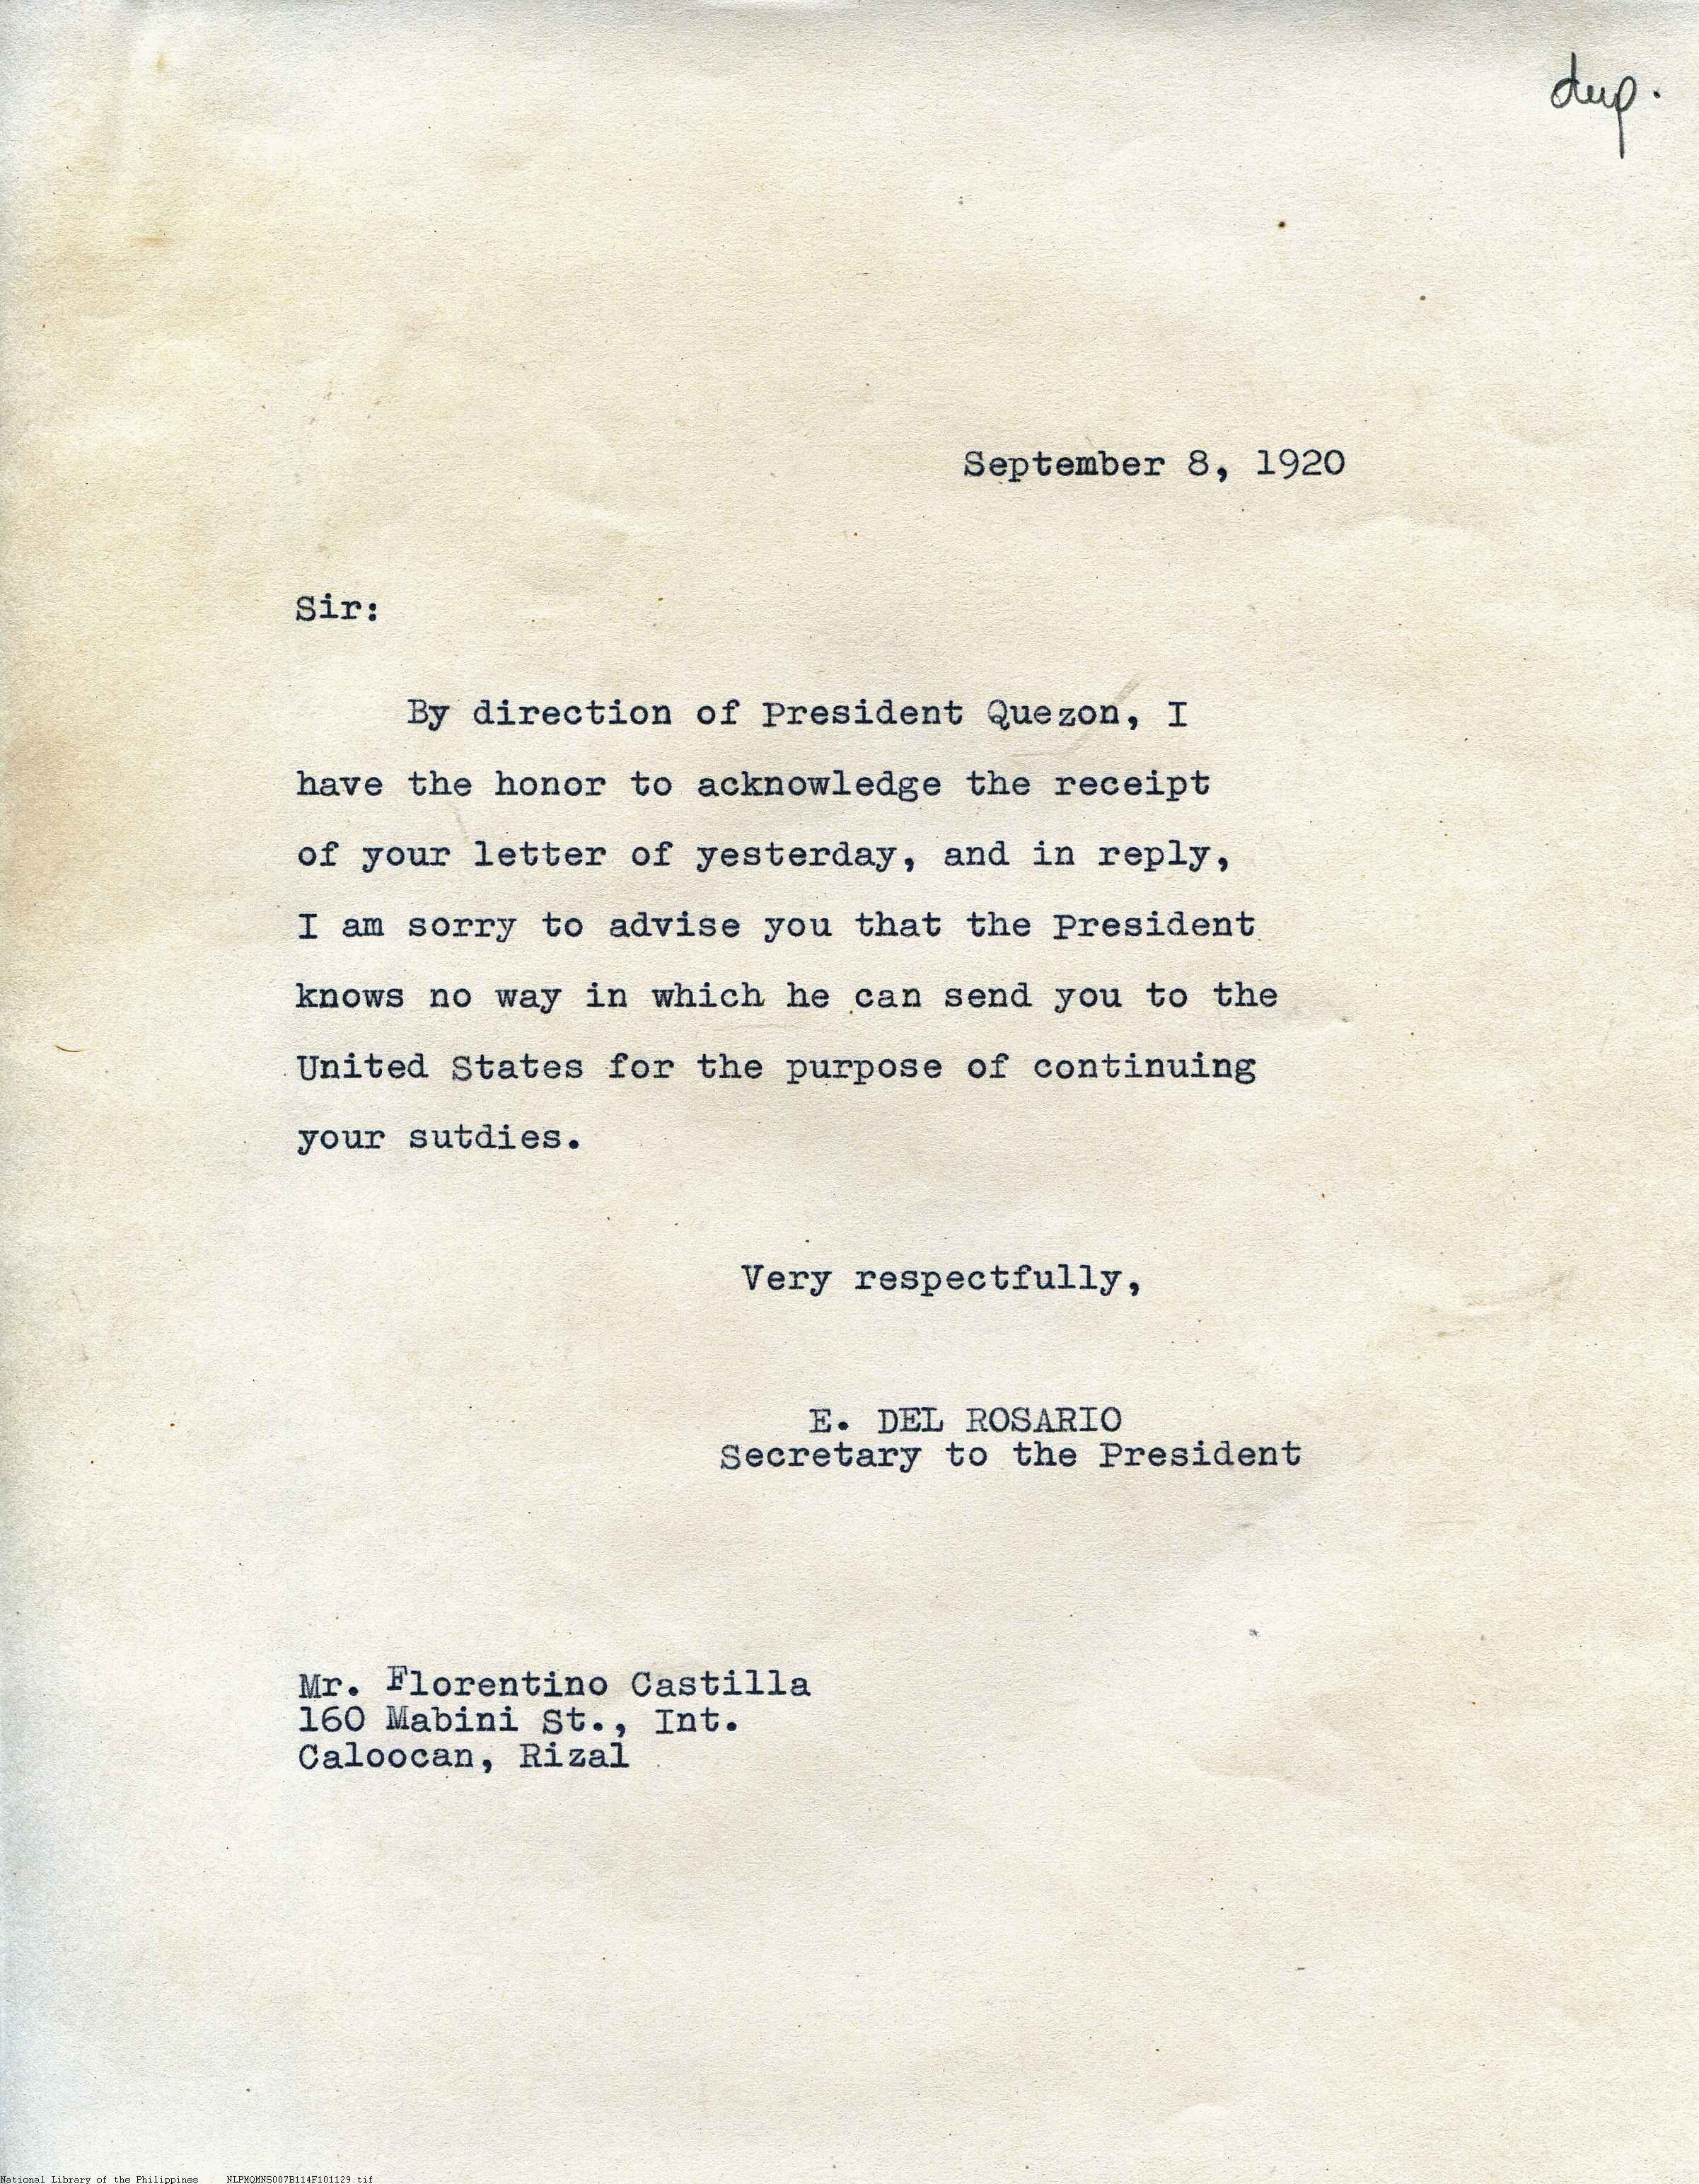 dup.
September 8, 1920
Sir:
By direction of President Quezon, I
have the honor to acknowledge the receipt
of your letter of yesterday, and in reply,
I am sorry to advise you that the President
knows no way in which he can send you to the
United States for the purpose of continuing
your sutdies.
Very respectfully,
E. DEL ROSARIO
Secretary to the President
Mr. Florentino Castilla
160 Mabini St., Int.
Caloocan, Rizal
National Library of the Philippines NLPMQMNS007B114F101129.tif